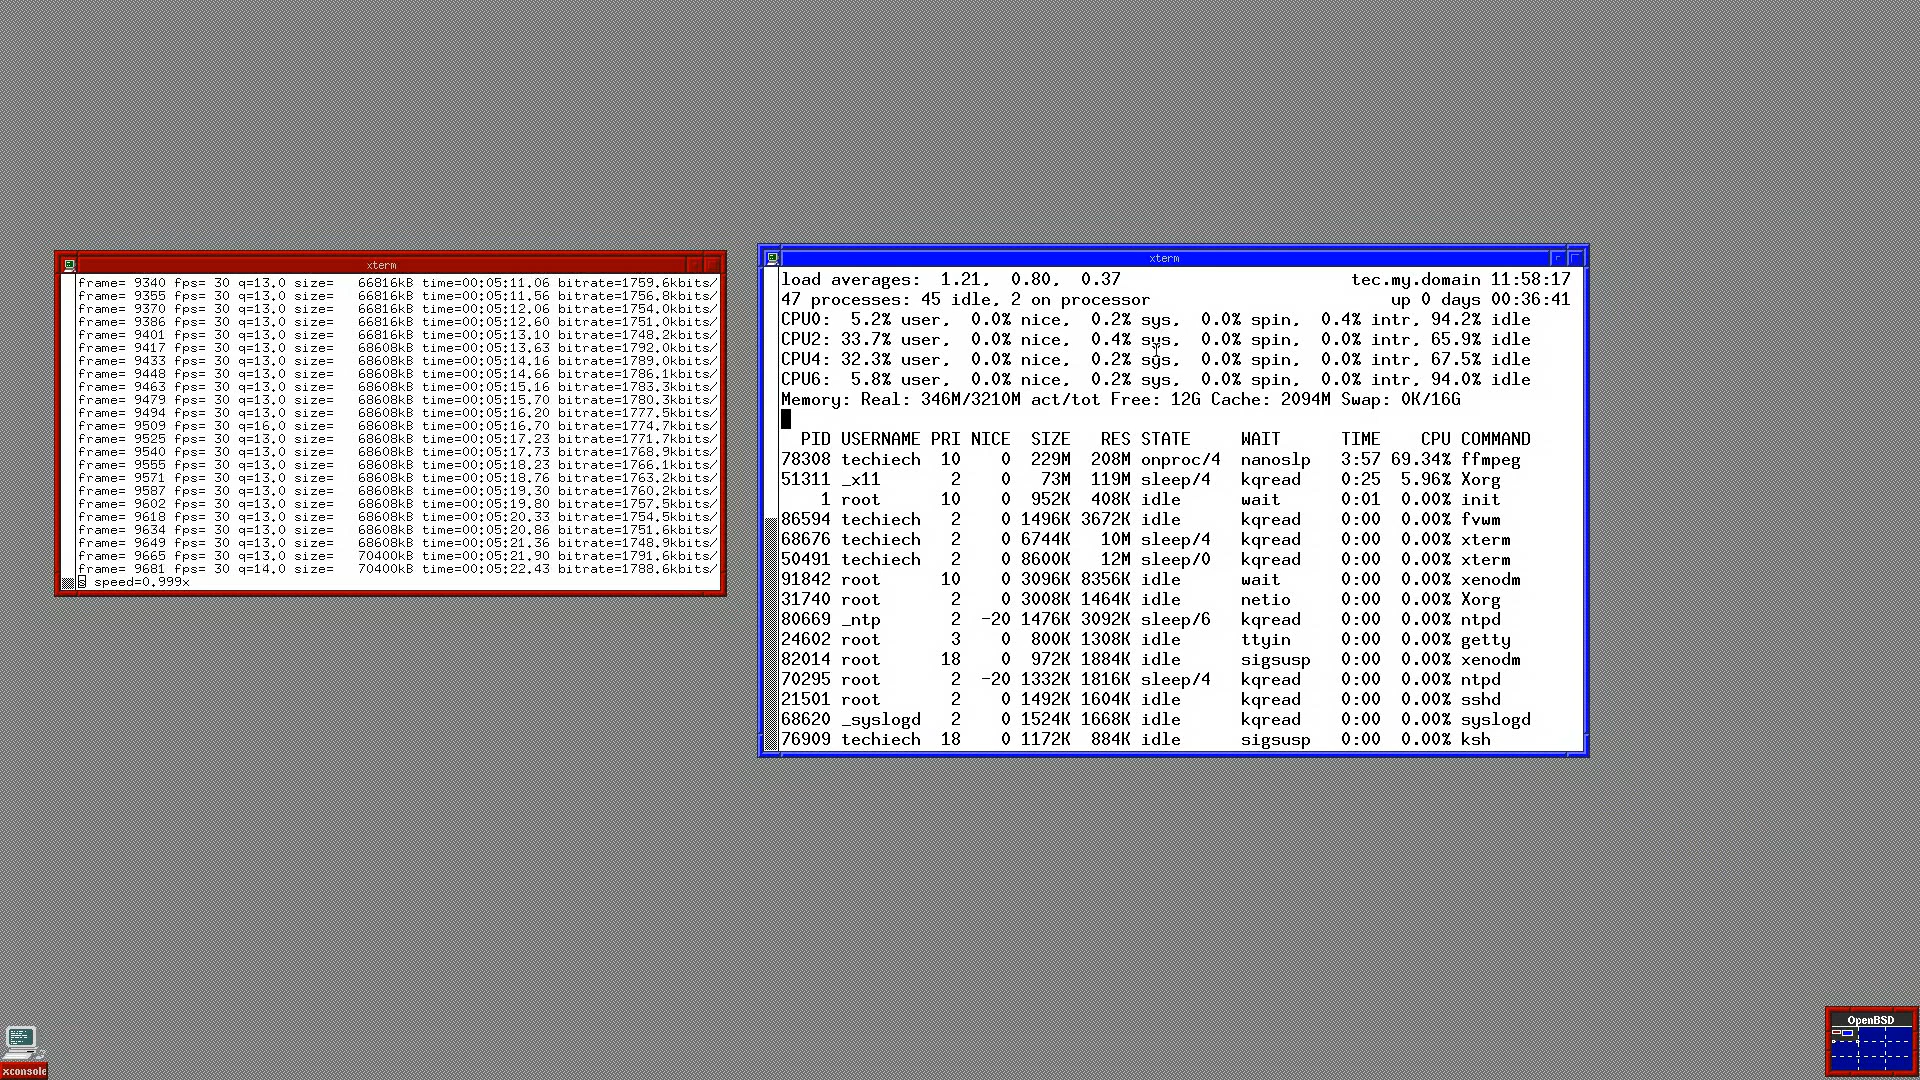 xterm
frame= 9340 fps= 30 q=13.0 size=   66816kB time=00:05:11.06 bitrate=1759.6kbits/
frame= 9355 fps= 30 q=13.0 size=   66816kB time=00:05:11.56 bitrate=1756.8kbits/
frame= 9370 fps= 30 q=13.0 size=   66816kB time=00:05:12.06 bitrate=1754.0kbits/
frame= 9386 fps= 30 q=13.0 size=   66816kB time=00:05:12.60 bitrate=1751.0kbits/
frame= 9401 fps= 30 q=13.0 size=   66816kB time=00:05:13.10 bitrate=1748.2kbits/
frame= 9417 fps= 30 q=13.0 size=   68608kB time=00:05:13.63 bitrate=1792.0kbits/
frame= 9433 fps= 30 q=13.0 size=   68608kB time=00:05:14.16 bitrate=1789.0kbits/
frame= 9448 fps= 30 q=13.0 size=   68608kB time=00:05:14.66 bitrate=1786.1kbits/
frame= 9463 fps= 30 q=13.0 size=   68608kB time=00:05:15.16 bitrate=1783.3kbits/
frame= 9479 fps= 30 q=13.0 size=   68608kB time=00:05:15.70 bitrate=1780.3kbits/
frame= 9494 fps= 30 q=13.0 size=   68608kB time=00:05:16.20 bitrate=1777.5kbits/
frame= 9509 fps= 30 q=16.0 size=   68608kB time=00:05:16.70 bitrate=1774.7kbits/
frame= 9525 fps= 30 q=13.0 size=   68608kB time=00:05:17.23 bitrate=1771.7kbits/
frame= 9540 fps= 30 q=13.0 size=   68608kB time=00:05:17.73 bitrate=1768.9kbits/
frame= 9555 fps= 30 q=13.0 size=   68608kB time=00:05:18.23 bitrate=1766.1kbits/
frame= 9571 fps= 30 q=13.0 size=   68608kB time=00:05:18.76 bitrate=1763.2kbits/
frame= 9587 fps= 30 q=13.0 size=   68608kB time=00:05:19.30 bitrate=1760.2kbits/
frame= 9602 fps= 30 q=13.0 size=   68608kB time=00:05:19.80 bitrate=1757.5kbits/
frame= 9618 fps= 30 q=13.0 size=   68608kB time=00:05:20.33 bitrate=1754.5kbits/
frame= 9634 fps= 30 q=13.0 size=   68608kB time=00:05:20.86 bitrate=1751.6kbits/
frame= 9649 fps= 30 q=13.0 size=   68608kB time=00:05:21.36 bitrate=1748.9kbits/
frame= 9665 fps= 30 q=13.0 size=   70400kB time=00:05:21.90 bitrate=1791.6kbits/
frame= 9681 fps= 30 q=14.0 size=   70400kB time=00:05:22.43 bitrate=1788.6kbits/
s speed=0.999x
xterm
load averages:  1.21,  0.80,  0.37                       tec.my.domain 11:58:17
47 processes: 45 idle, 2 on processor                        up 0 days 00:36:41
CPU0:  5.2% user,  0.0% nice,  0.2% sys,  0.0% spin,  0.4% intr, 94.2% idle
CPU2: 33.7% user,  0.0% nice,  0.4% sys,  0.0% spin,  0.0% intr, 65.9% idle
CPU4: 32.3% user,  0.0% nice,  0.2% sys,  0.0% spin,  0.0% intr, 67.5% idle
CPU6:  5.8% user,  0.0% nice,  0.2% sys,  0.0% spin,  0.0% intr, 94.0% idle
Memory: Real: 346M/3210M act/tot Free: 12G Cache: 2094M Swap: 0K/16G
  PID USERNAME PRI NICE  SIZE   RES STATE     WAIT      TIME    CPU COMMAND
78308 techiech  10    0  229M  208M onproc/4  nanoslp   3:57 69.34% ffmpeg
51311 _x11       2    0   73M  119M sleep/4   kqread    0:25  5.96% Xorg
    1 root      10    0  952K  408K idle      wait      0:01  0.00% init
86594 techiech   2    0 1496K 3672K idle      kqread    0:00  0.00% fvwm
68676 techiech   2    0 6744K   10M sleep/4   kqread    0:00  0.00% xterm
50491 techiech   2    0 8600K   12M sleep/0   kqread    0:00  0.00% xterm
91842 root      10    0 3096K 8356K idle      wait      0:00  0.00% xenodm
31740 root       2    0 3008K 1464K idle      netio     0:00  0.00% Xorg
80669 _ntp       2  -20 1476K 3092K sleep/6   kqread    0:00  0.00% ntpd
24602 root       3    0  800K 1308K idle      ttyin     0:00  0.00% getty
82014 root      18    0  972K 1884K idle      sigsusp   0:00  0.00% xenodm
70295 root       2  -20 1332K 1816K sleep/4   kqread    0:00  0.00% ntpd
21501 root       2    0 1492K 1604K idle      kqread    0:00  0.00% sshd
68620 _syslogd   2    0 1524K 1668K idle      kqread    0:00  0.00% syslogd
76909 techiech  18    0 1172K  884K idle      sigsusp   0:00  0.00% ksh
OpenBSD
xconsole